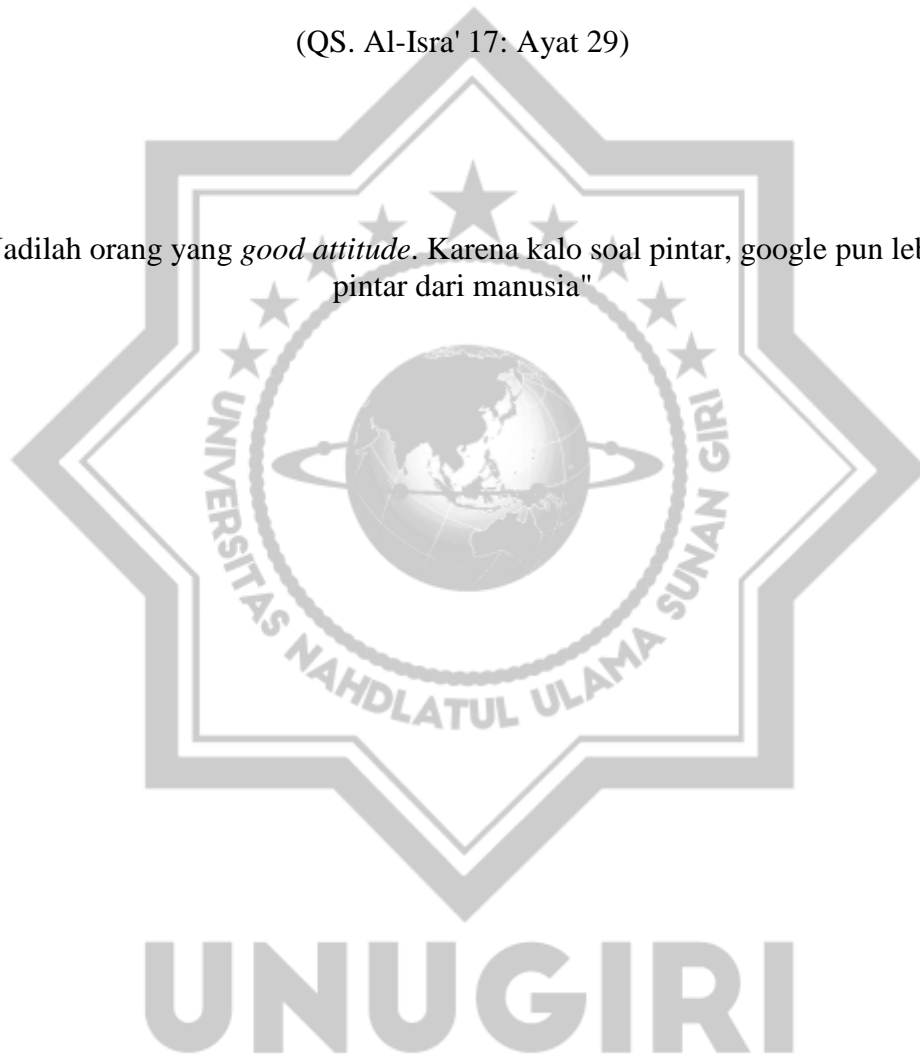 (QS. Al-Isra' 17: Ayat 29)
adilah orang yang good attitude. Karena kalo soal pintar, google pun le
pintar dari manusia"
UNIVERSITAS NAHDLATUL ULAMA SUNAN GIRI
UNUGIRI